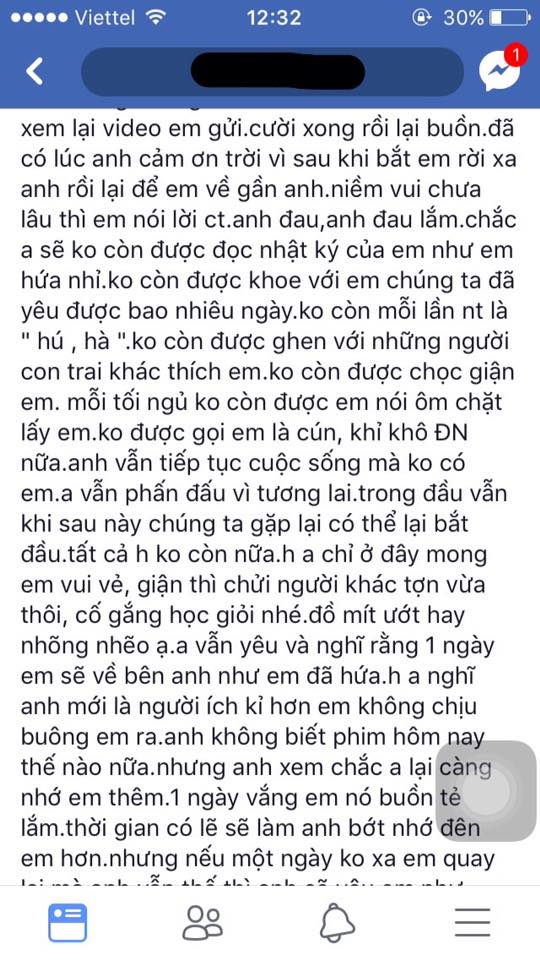 Viettel 12:32 30%
1
xem lại video em gửi.cười xong rồi lại buồn.đã
có lúc anh cảm ơn trời vì sau khi bắt em rời xa
anh rồi lại để em về gần anh.niềm vui chưa
lâu thì em nói lời ct.anh đau,anh đau lắm.chắc
a sẽ ko còn được đọc nhật ký của em như em
hứa nhỉ.ko còn được khoe với em chúng ta đã
yêu được bao nhiêu ngày.ko còn mỗi lần nt là
" hú , hà ".ko còn được ghen với những người
con trai khác thích em.ko còn được chọc giận
em. mỗi tối ngủ ko còn được em nói ôm chặt
lấy em.ko được gọi em là cún, khỉ khô ĐN
nữa.anh vẫn tiếp tục cuộc sống mà ko có
em.a vẫn phấn đấu vì tương lai.trong đầu vẫn
khi sau này chúng ta gặp lại có thể lại bắt
đầu.tất cả h ko còn nữa.h a chỉ ở đây mong
em vui vẻ, giận thì chửi người khác tợn vừa
thôi, cố gắng học giỏi nhé.đồ mít ướt hay
nhõng nhẽo ạ.a vẫn yêu và nghĩ rằng 1 ngày
em sẽ về bên anh như em đã hứa.h a nghĩ
anh mới là người ích kỉ hơn em không chịu
buông em ra.anh không biết phim hôm nay
thế nào nữa.nhưng anh xem chắc a lại càng
nhớ em thêm.1 ngày vắng em nó buồn tẻ
lắm.thời gian có lẽ sẽ làm anh bớt nhớ đên
em hơn.nhưng nếu một ngày ko xa em quay